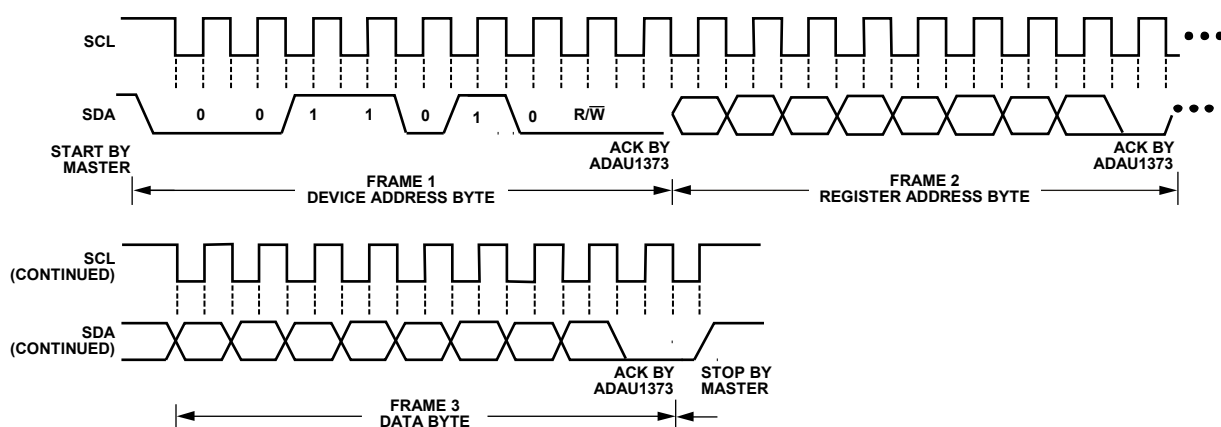 SCL
SDA
0 0 1 1 0 1 0 R/W̅
START BY
MASTER
ACK BY
ADAU1373
ACK BY
ADAU1373
FRAME 1
DEVICE ADDRESS BYTE
FRAME 2
REGISTER ADDRESS BYTE
SCL
(CONTINUED)
SDA
(CONTINUED)
ACK BY
ADAU1373
STOP BY
MASTER
FRAME 3
DATA BYTE